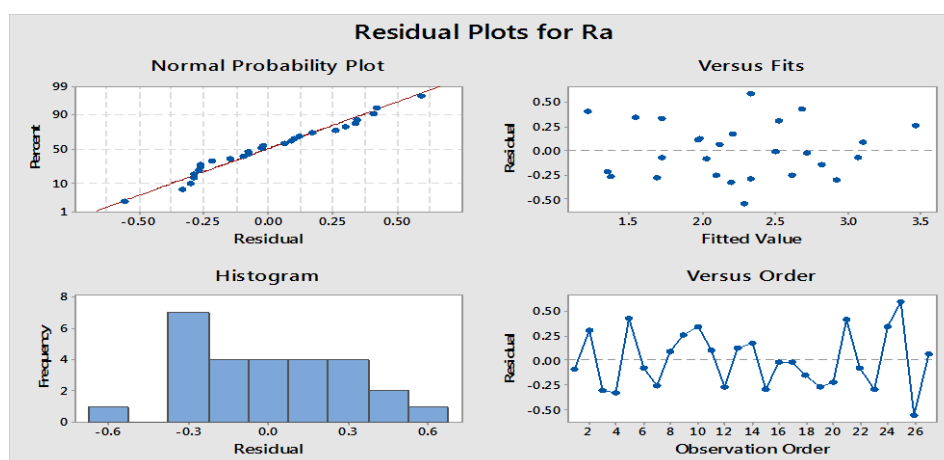 Residual Plots for Ra
Normal Probability Plot
99
90
50
10
1
Percent
-0.50 -0.25 0.00 0.25 0.50
Residual
Versus Fits
0.50
0.25
0.00
-0.25
-0.50
Residual
1.5 2.0 2.5 3.0 3.5
Fitted Value
Histogram
8
6
4
2
0
Frequency
-0.6 -0.3 0.0 0.3 0.6
Residual
Versus Order
0.50
0.25
0.00
-0.25
-0.50
Residual
2 4 6 8 10 12 14 16 18 20 22 24 26
Observation Order